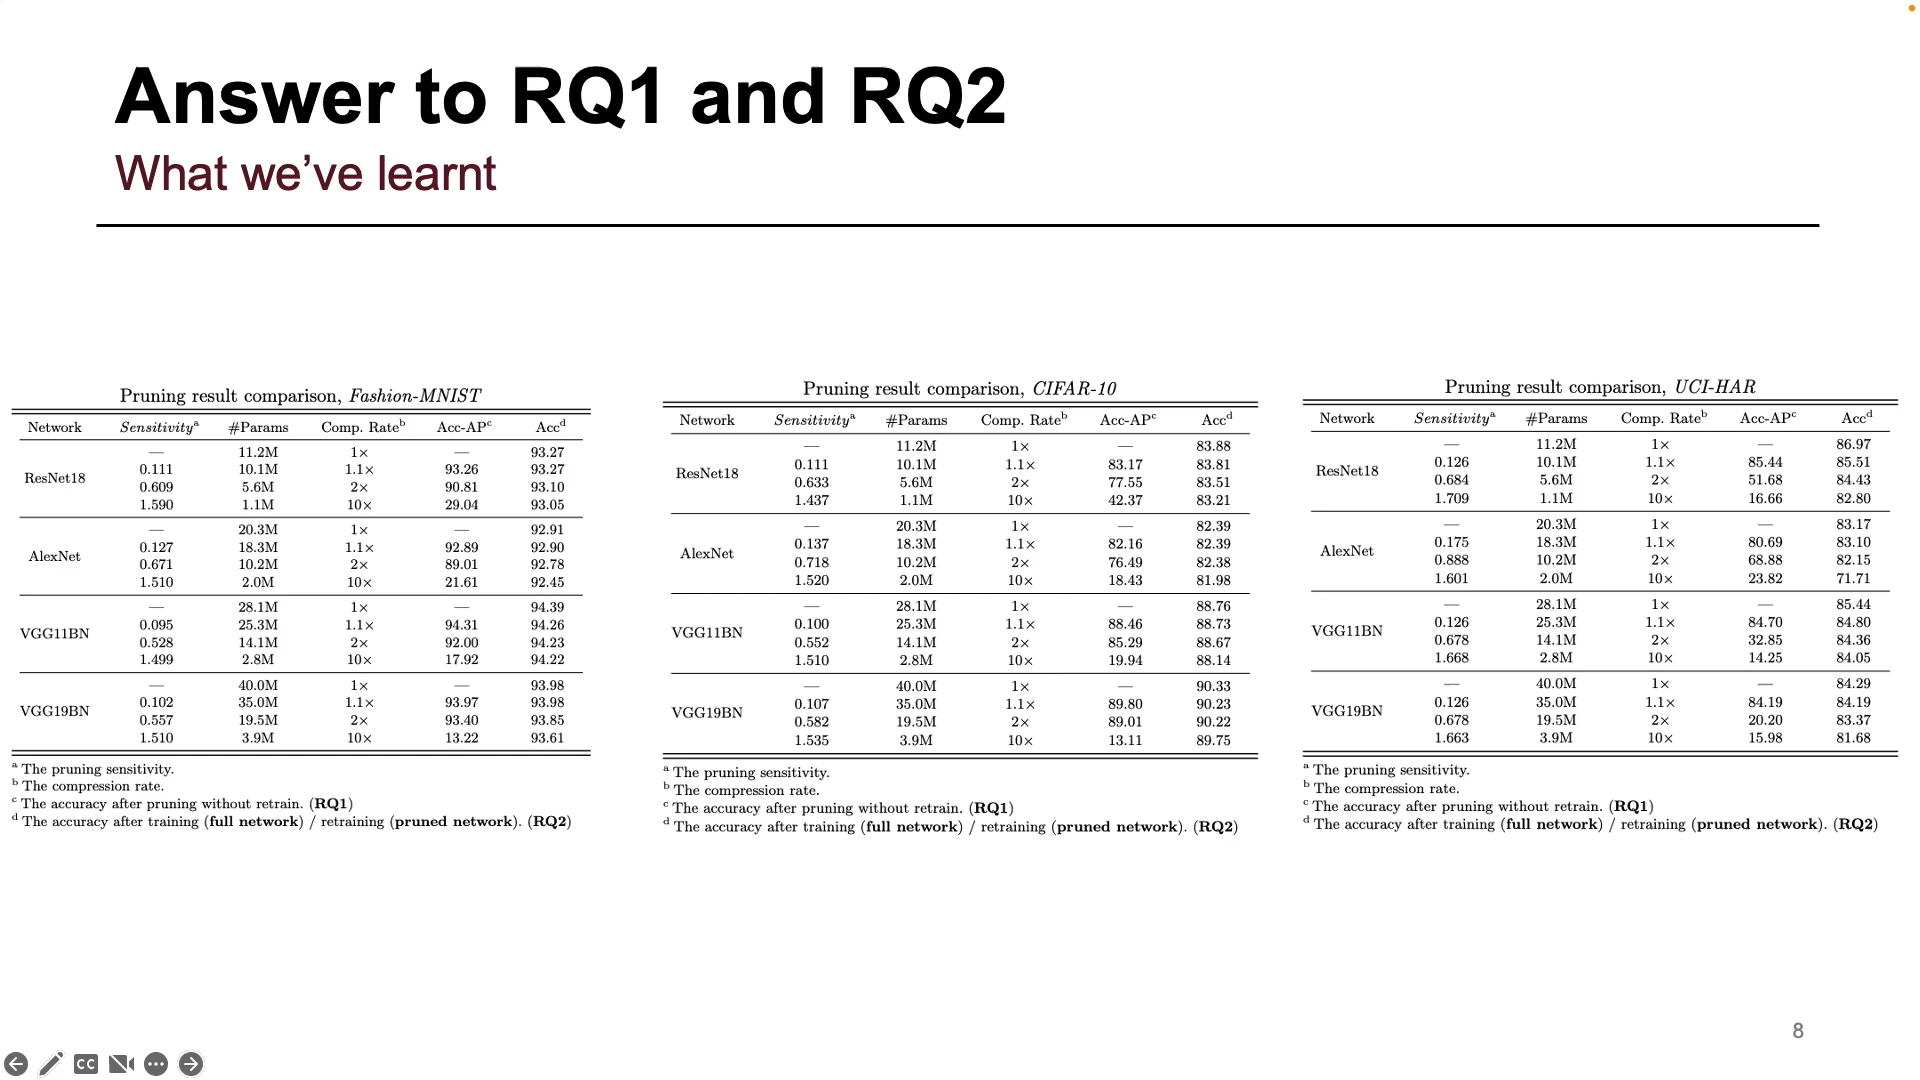 Answer to RQ1 and RQ2
What we’ve learnt
Pruning result comparison, Fashion-MNIST
Network Sensitivityᵃ #Params Comp. Rateᵇ Acc-APᶜ Accᵈ
ResNet18
— 11.2M 1× — 93.27
0.111 10.1M 1.1× 93.26 93.27
0.609 5.6M 2× 90.81 93.10
1.590 1.1M 10× 29.04 93.05
AlexNet
— 20.3M 1× — 92.91
0.127 18.3M 1.1× 92.89 92.90
0.671 10.2M 2× 89.01 92.78
1.510 2.0M 10× 21.61 92.45
VGG11BN
— 28.1M 1× — 94.39
0.095 25.3M 1.1× 94.31 94.26
0.528 14.1M 2× 92.00 94.23
1.499 2.8M 10× 17.92 94.22
VGG19BN
— 40.0M 1× — 93.98
0.102 35.0M 1.1× 93.97 93.98
0.557 19.5M 2× 93.40 93.85
1.510 3.9M 10× 13.22 93.61
ᵃ The pruning sensitivity.
ᵇ The compression rate.
ᶜ The accuracy after pruning without retrain. (RQ1)
ᵈ The accuracy after training (full network) / retraining (pruned network). (RQ2)
Pruning result comparison, CIFAR-10
Network Sensitivityᵃ #Params Comp. Rateᵇ Acc-APᶜ Accᵈ
ResNet18
— 11.2M 1× — 83.88
0.111 10.1M 1.1× 83.17 83.81
0.633 5.6M 2× 77.55 83.51
1.437 1.1M 10× 42.37 83.21
AlexNet
— 20.3M 1× — 82.39
0.137 18.3M 1.1× 82.16 82.39
0.718 10.2M 2× 76.49 82.38
1.520 2.0M 10× 18.43 81.98
VGG11BN
— 28.1M 1× — 88.76
0.100 25.3M 1.1× 88.46 88.73
0.552 14.1M 2× 85.29 88.67
1.510 2.8M 10× 19.94 88.14
VGG19BN
— 40.0M 1× — 90.33
0.107 35.0M 1.1× 89.80 90.23
0.582 19.5M 2× 89.01 90.22
1.535 3.9M 10× 13.11 89.75
ᵃ The pruning sensitivity.
ᵇ The compression rate.
ᶜ The accuracy after pruning without retrain. (RQ1)
ᵈ The accuracy after training (full network) / retraining (pruned network). (RQ2)
Pruning result comparison, UCI-HAR
Network Sensitivityᵃ #Params Comp. Rateᵇ Acc-APᶜ Accᵈ
ResNet18
— 11.2M 1× — 86.97
0.126 10.1M 1.1× 85.44 85.51
0.684 5.6M 2× 51.68 84.43
1.709 1.1M 10× 16.66 82.80
AlexNet
— 20.3M 1× — 83.17
0.175 18.3M 1.1× 80.69 83.10
0.888 10.2M 2× 68.88 82.15
1.601 2.0M 10× 23.82 71.71
VGG11BN
— 28.1M 1× — 85.44
0.126 25.3M 1.1× 84.70 84.80
0.678 14.1M 2× 32.85 84.36
1.668 2.8M 10× 14.25 84.05
VGG19BN
— 40.0M 1× — 84.29
0.126 35.0M 1.1× 84.19 84.19
0.678 19.5M 2× 20.20 83.37
1.663 3.9M 10× 15.98 81.68
ᵃ The pruning sensitivity.
ᵇ The compression rate.
ᶜ The accuracy after pruning without retrain. (RQ1)
ᵈ The accuracy after training (full network) / retraining (pruned network). (RQ2)
8
CC